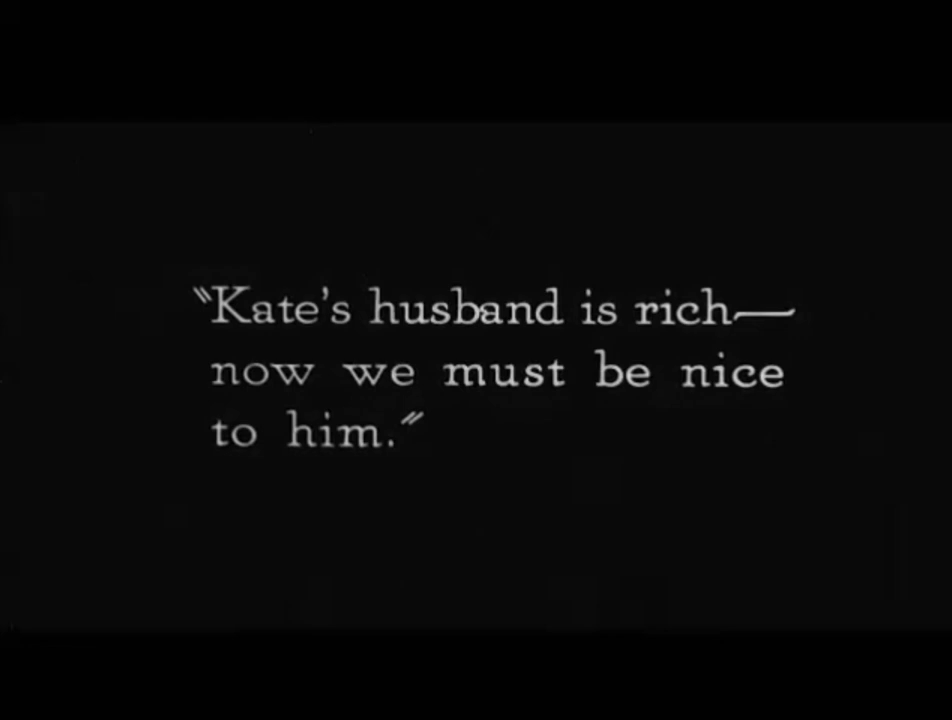 "Kate's husband is rich—
now we must be nice
to him."